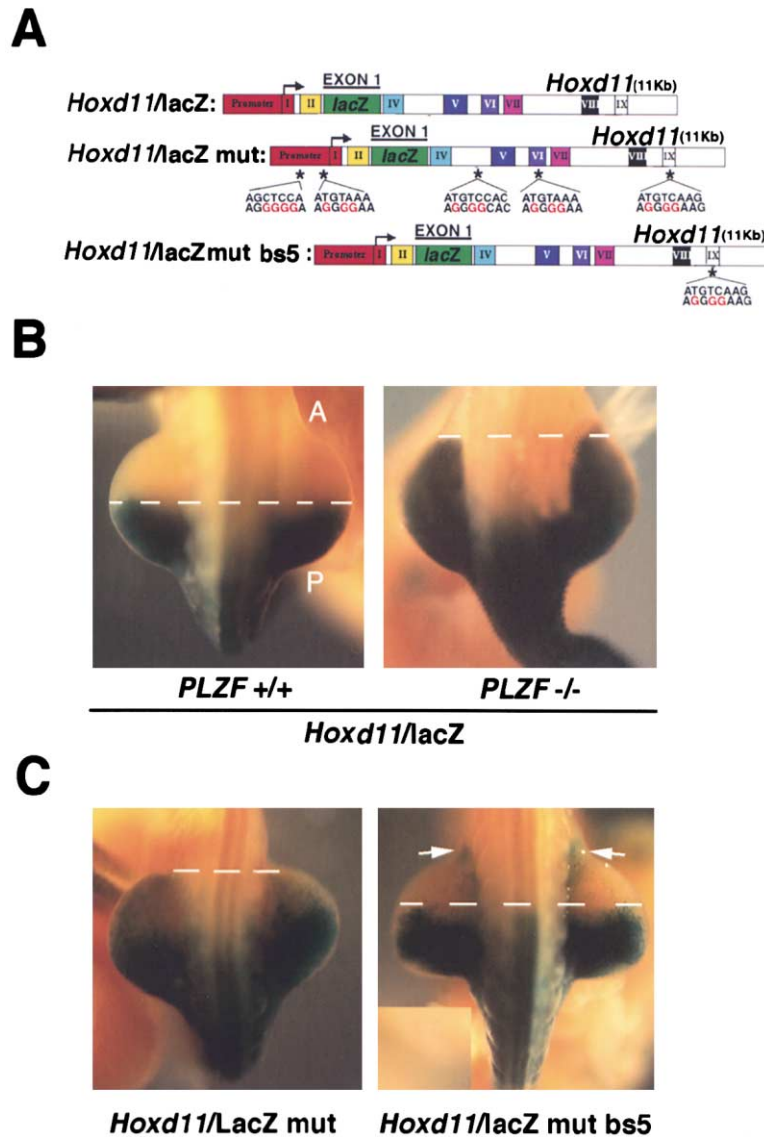 A
EXON 1
Hoxd11(11Kb)
Hoxd11/lacZ:
Promoter I II lacZ IV V VI VII VIII IX
EXON 1
Hoxd11(11Kb)
Hoxd11/lacZ mut:
Promoter I II lacZ IV V VI VII VIII IX
* * * * *
AGCTCCA ATGTAAA ATGTCCAC ATGTAAA ATGTCAAG
AGGGGGA AGGGGAA AGGGGCAC AGGGGAA AGGGGAAG
EXON 1
Hoxd11(11Kb)
Hoxd11/lacZmut bs5 :
Promoter I II lacZ IV V VI VII VIII IX
*
ATGTCAAG
AGGGGAAG
B
A
P
PLZF +/+ PLZF -/-
Hoxd11/lacZ
C
Hoxd11/LacZ mut Hoxd11/lacZ mut bs5